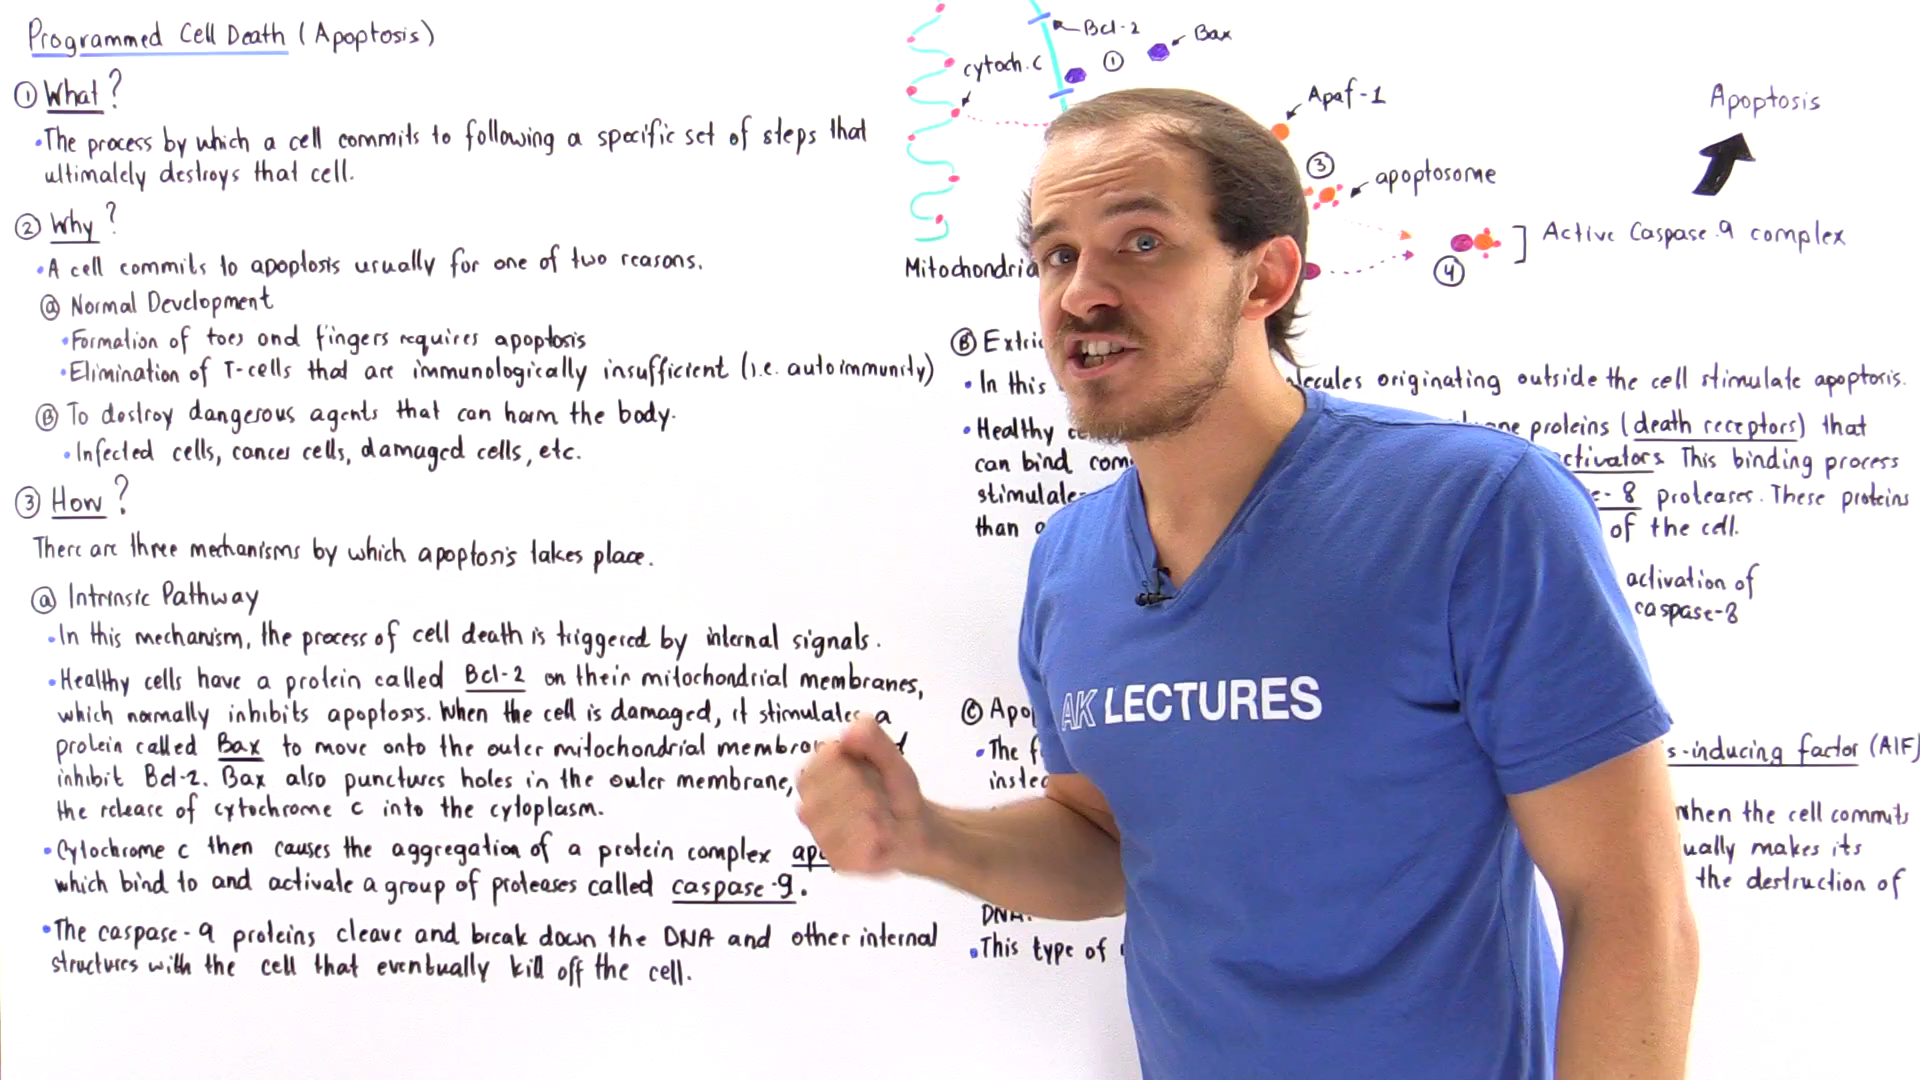 Programmed Cell Death (Apoptosis)
① What?
•The process by which a cell commits to following a specific set of steps that
ultimalely destroys that cell.
② Why?
•A cell commits to apoptosis usually for one of two reasons.
ⓐ Normal Development
•Formation of toes and fingers requires apoptosis
•Elimination of T-cells that are immunologically insufficient (i.e. autoimmunity)
Ⓑ To destroy dangerous agents that can harm the body.
•Infected cells, cancer cells, damaged cells, etc.
③ How?
There are three mechanisms by which apoptosis takes place.
ⓐ Intrinsic Pathway
•In this mechanism, the process of cell death is triggered by internal signals.
•Healthy cells have a protein called Bcl-2 on their mitochondrial membranes,
which normally inhibits apoptosis. When the cell is damaged, it stimulates a
protein called Bax to move onto the outer mitochondrial
inhibit Bcl-2. Bax also punctures holes in the outer membrane,
the release of cytochrome c into the cytoplasm.
•Cytochrome c then causes the aggregation of a protein complex
which bind to and activate a group of proteases called caspase-9.
•The caspase-9 proteins cleave and break down the DNA and other internal
structures with the cell that eventually kill off the cell.
Bcl-2
Bax
①
cytoch.c
Apaf-1
③
apoptosome
Apoptosis
Active Caspase.9 complex
④
Mitochondria
Ⓑ
•In this
originating outside the cell stimulate apoptosis.
•Healthy
proteins (death receptors) that
can bind
This binding process
8 proteases. These proteins
than
of the cell.
activation of
caspase-8
Ⓒ
•The
-inducing factor (AIF)
when the cell commits
makes its
the destruction of
DNA.
•This type of
AK LECTURES